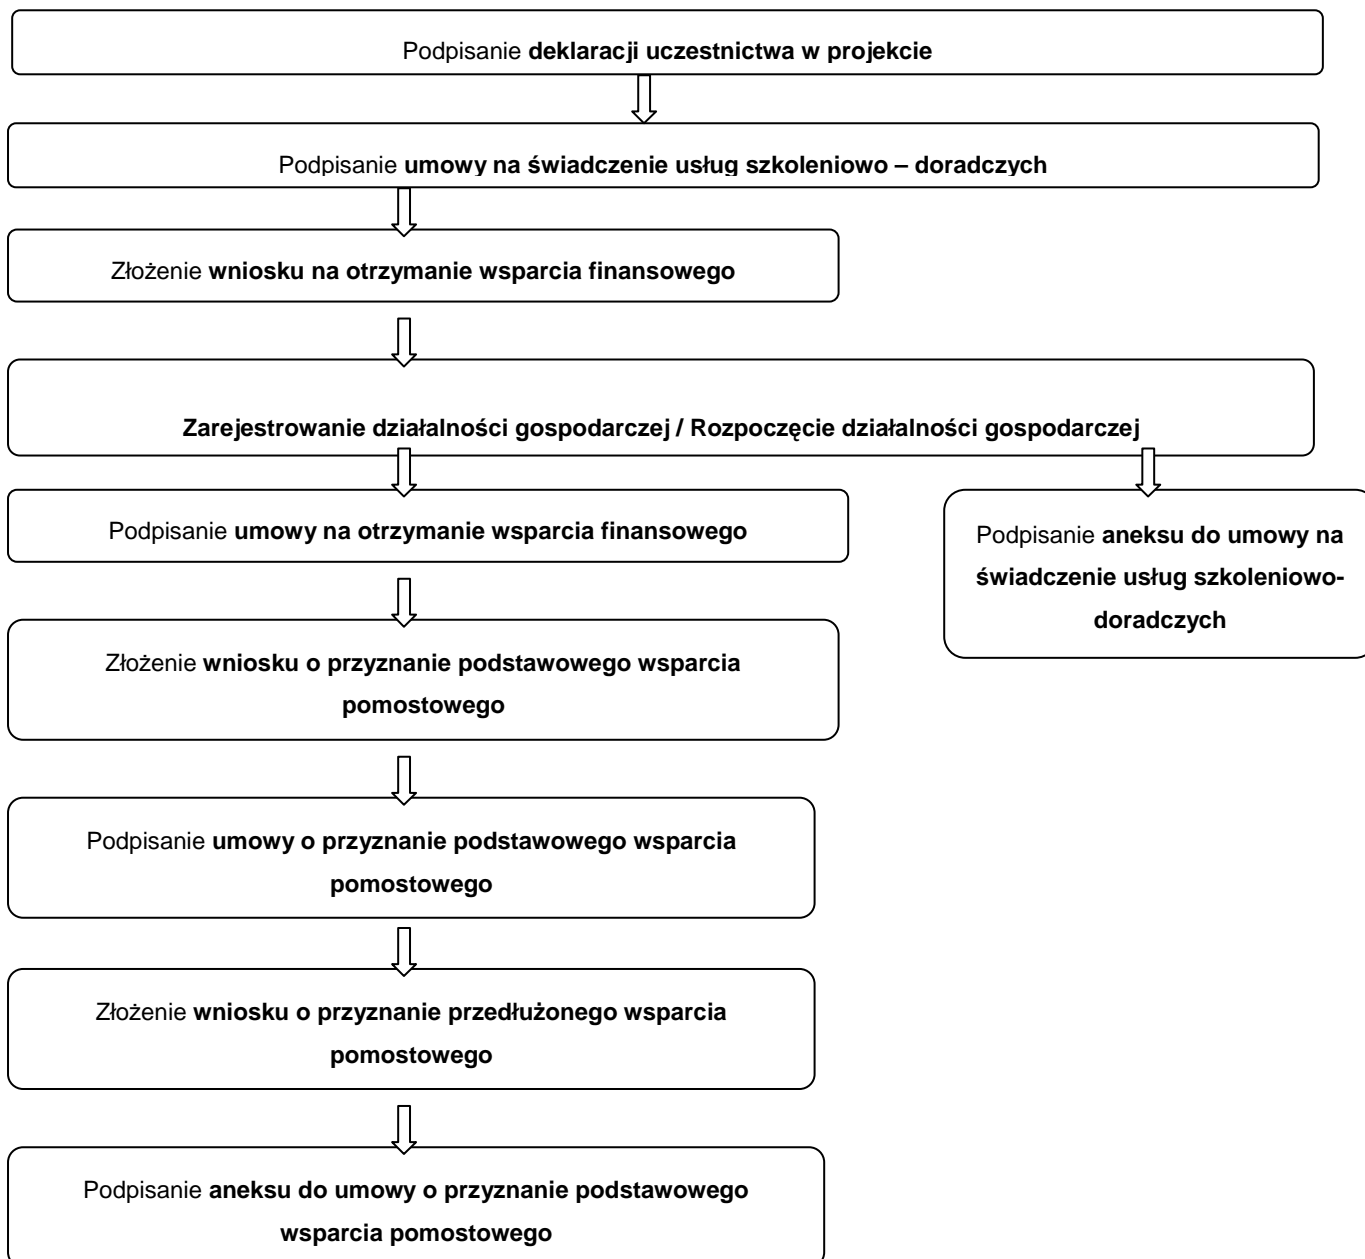 Podpisanie deklaracji uczestnictwa w projekcie
Podpisanie umowy na świadczenie usług szkoleniowo – doradczych
Złożenie wniosku na otrzymanie wsparcia finansowego
Zarejestrowanie działalności gospodarczej / Rozpoczęcie działalności gospodarczej
Podpisanie umowy na otrzymanie wsparcia finansowego
Podpisanie aneksu do umowy na
świadczenie usług szkoleniowo-
doradczych
Złożenie wniosku o przyznanie podstawowego wsparcia
pomostowego
Podpisanie umowy o przyznanie podstawowego wsparcia
pomostowego
Złożenie wniosku o przyznanie przedłużonego wsparcia
pomostowego
Podpisanie aneksu do umowy o przyznanie podstawowego
wsparcia pomostowego